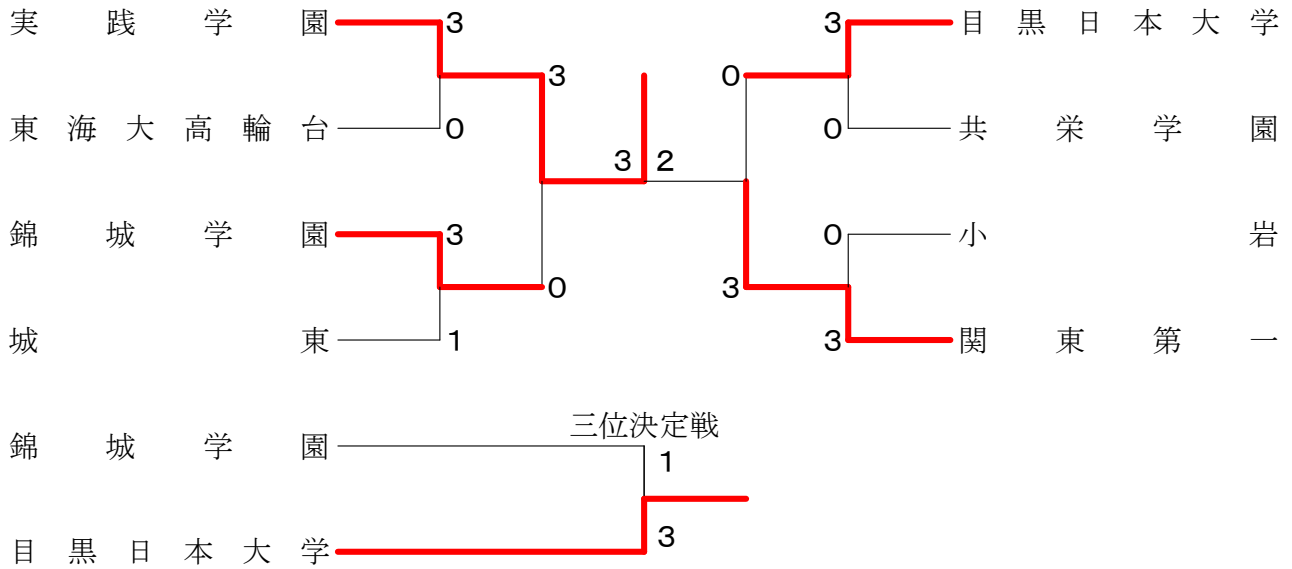 実践学園 3 3 目黒日本大学
3 0
東海大高輪台 0 0 共栄学園
3 2
錦城学園 3 0 小岩
0 3
城東 1 3 関東第一
三位決定戦
錦城学園 1
目黒日本大学 3